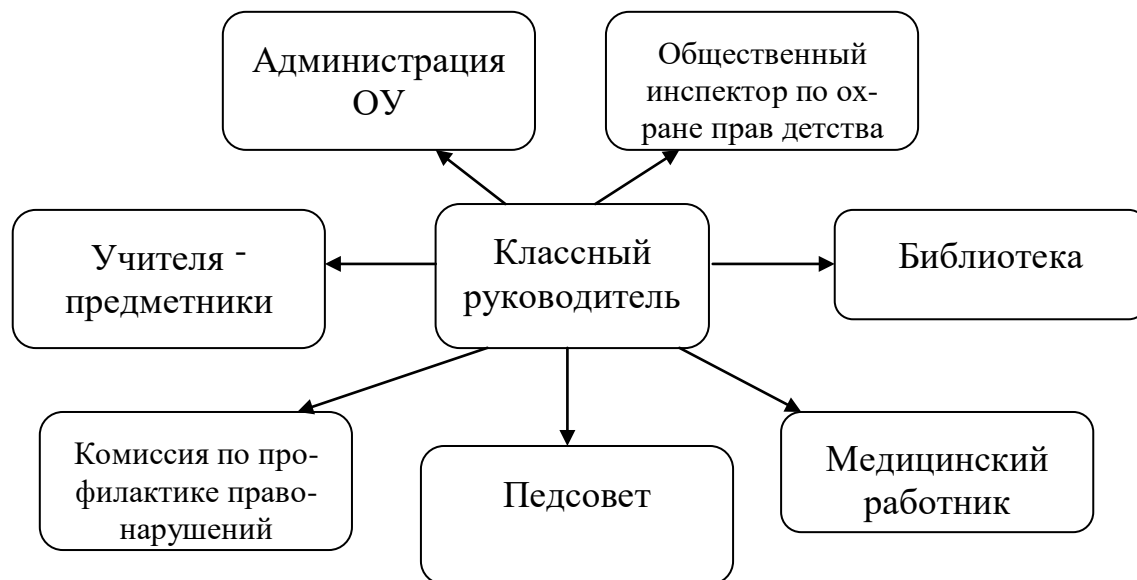 Администрация
ОУ
Общественный
инспектор по ох-
ране прав детства
Учителя -
предметники
Классный
руководитель
Библиотека
Комиссия по про-
филактике право-
нарушений
Педсовет
Медицинский
работник